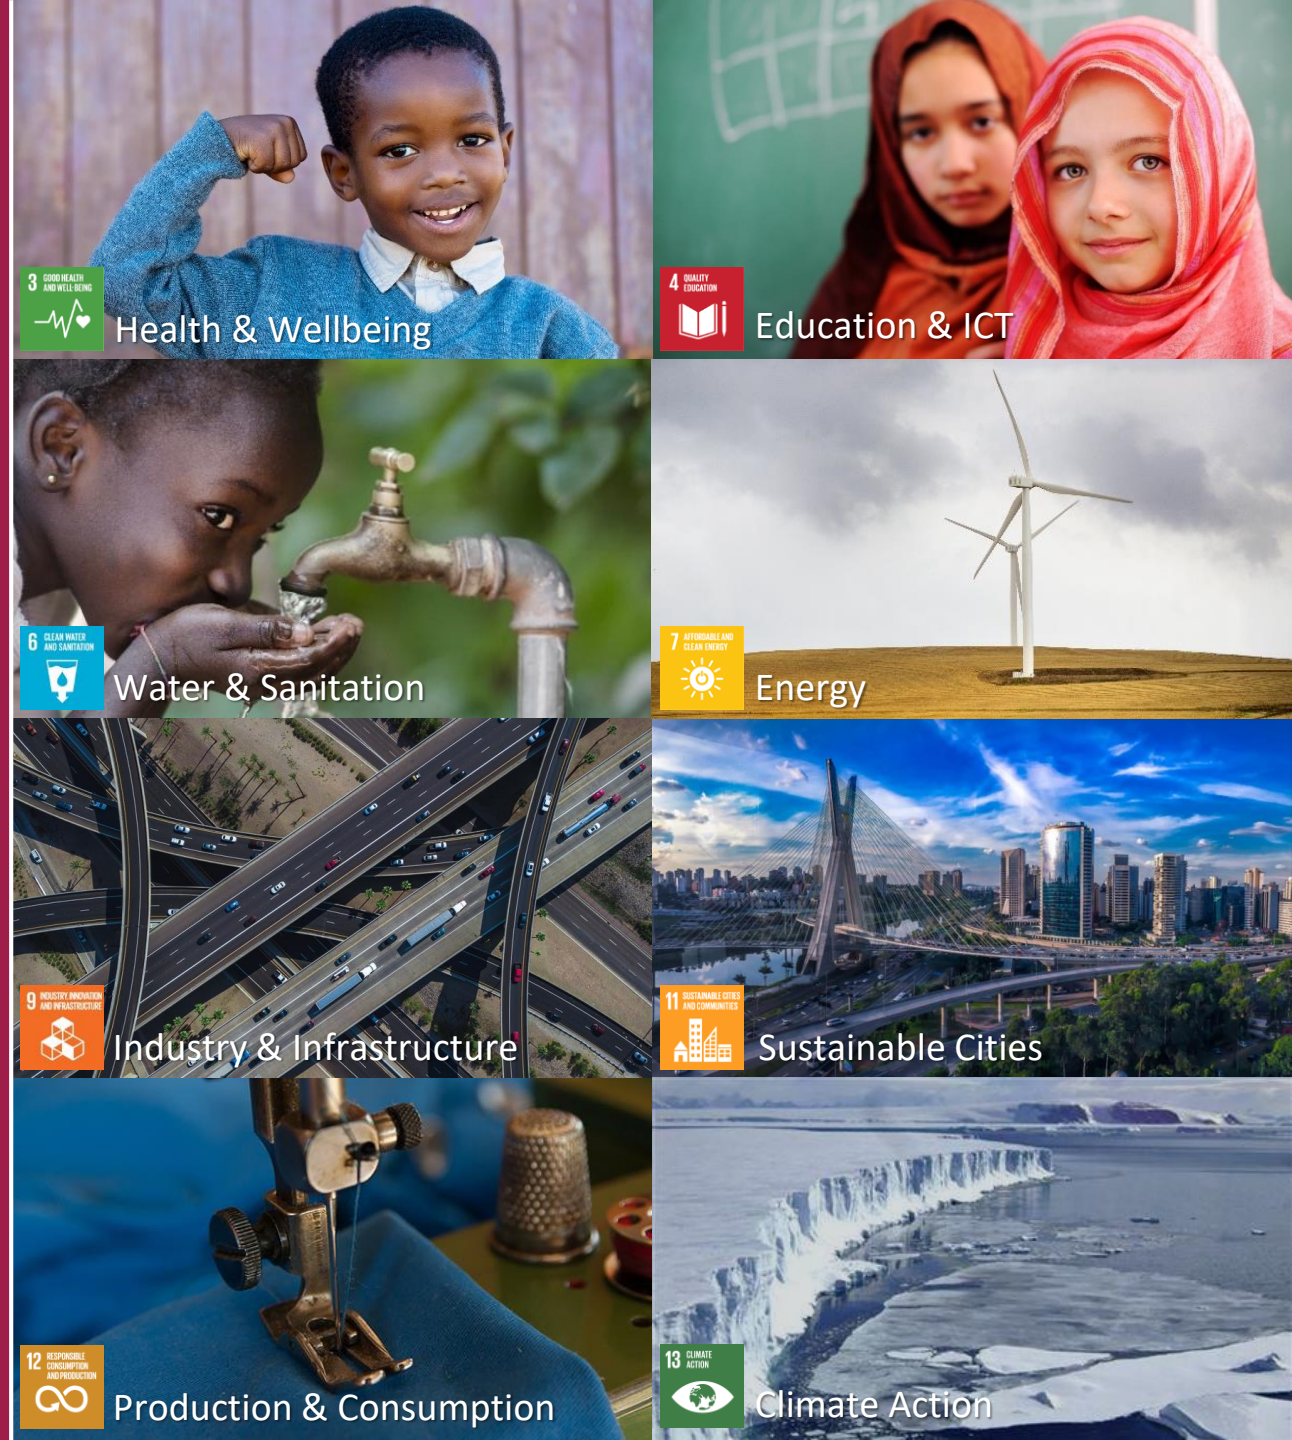 3 GOOD HEALTH
AND WELL-BEING
Health & Wellbeing
4 QUALITY
EDUCATION
Education & ICT
6 CLEAN WATER
AND SANITATION
Water & Sanitation
7 AFFORDABLE AND
CLEAN ENERGY
Energy
9 INDUSTRY, INNOVATION
AND INFRASTRUCTURE
Industry & Infrastructure
11 SUSTAINABLE CITIES
AND COMMUNITIES
Sustainable Cities
12 RESPONSIBLE
CONSUMPTION
AND PRODUCTION
Production & Consumption
13 CLIMATE
ACTION
Climate Action